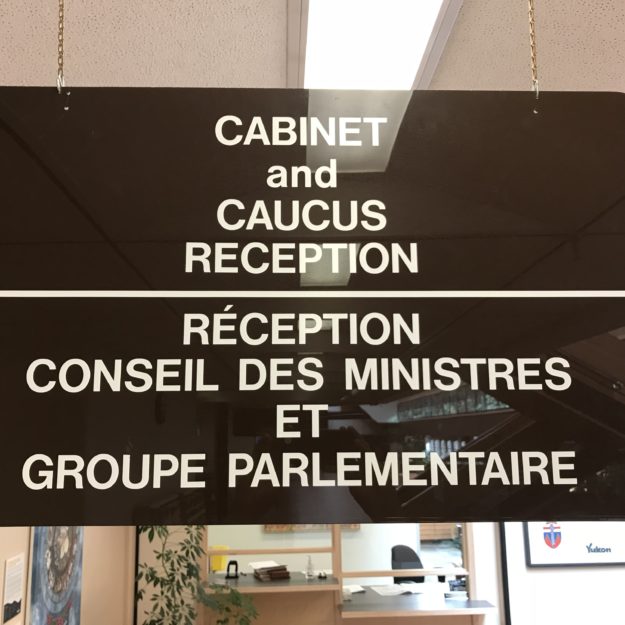 CABINET
and
CAUCUS
RECEPTION
RÉCEPTION
CONSEIL DES MINISTRES
ET
GROUPE PARLEMENTAIRE
Yukon